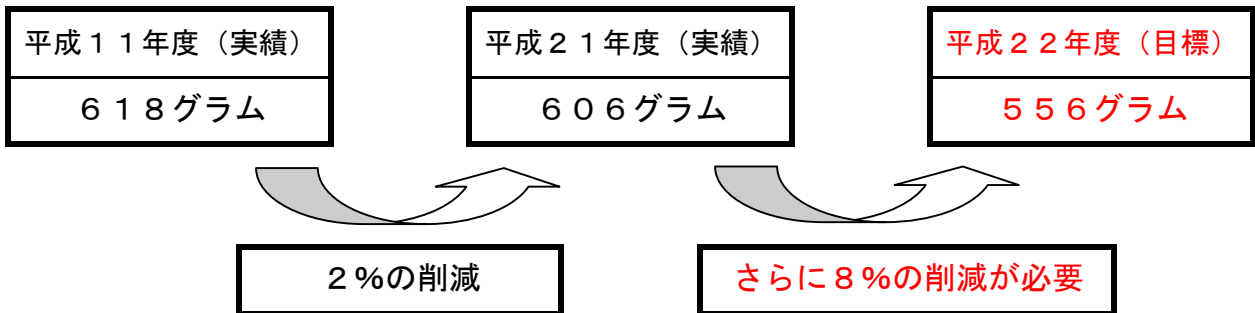 平成１１年度（実績）
６１８グラム
平成２１年度（実績）
６０６グラム
平成２２年度（目標）
５５６グラム
２％の削減
さらに８％の削減が必要